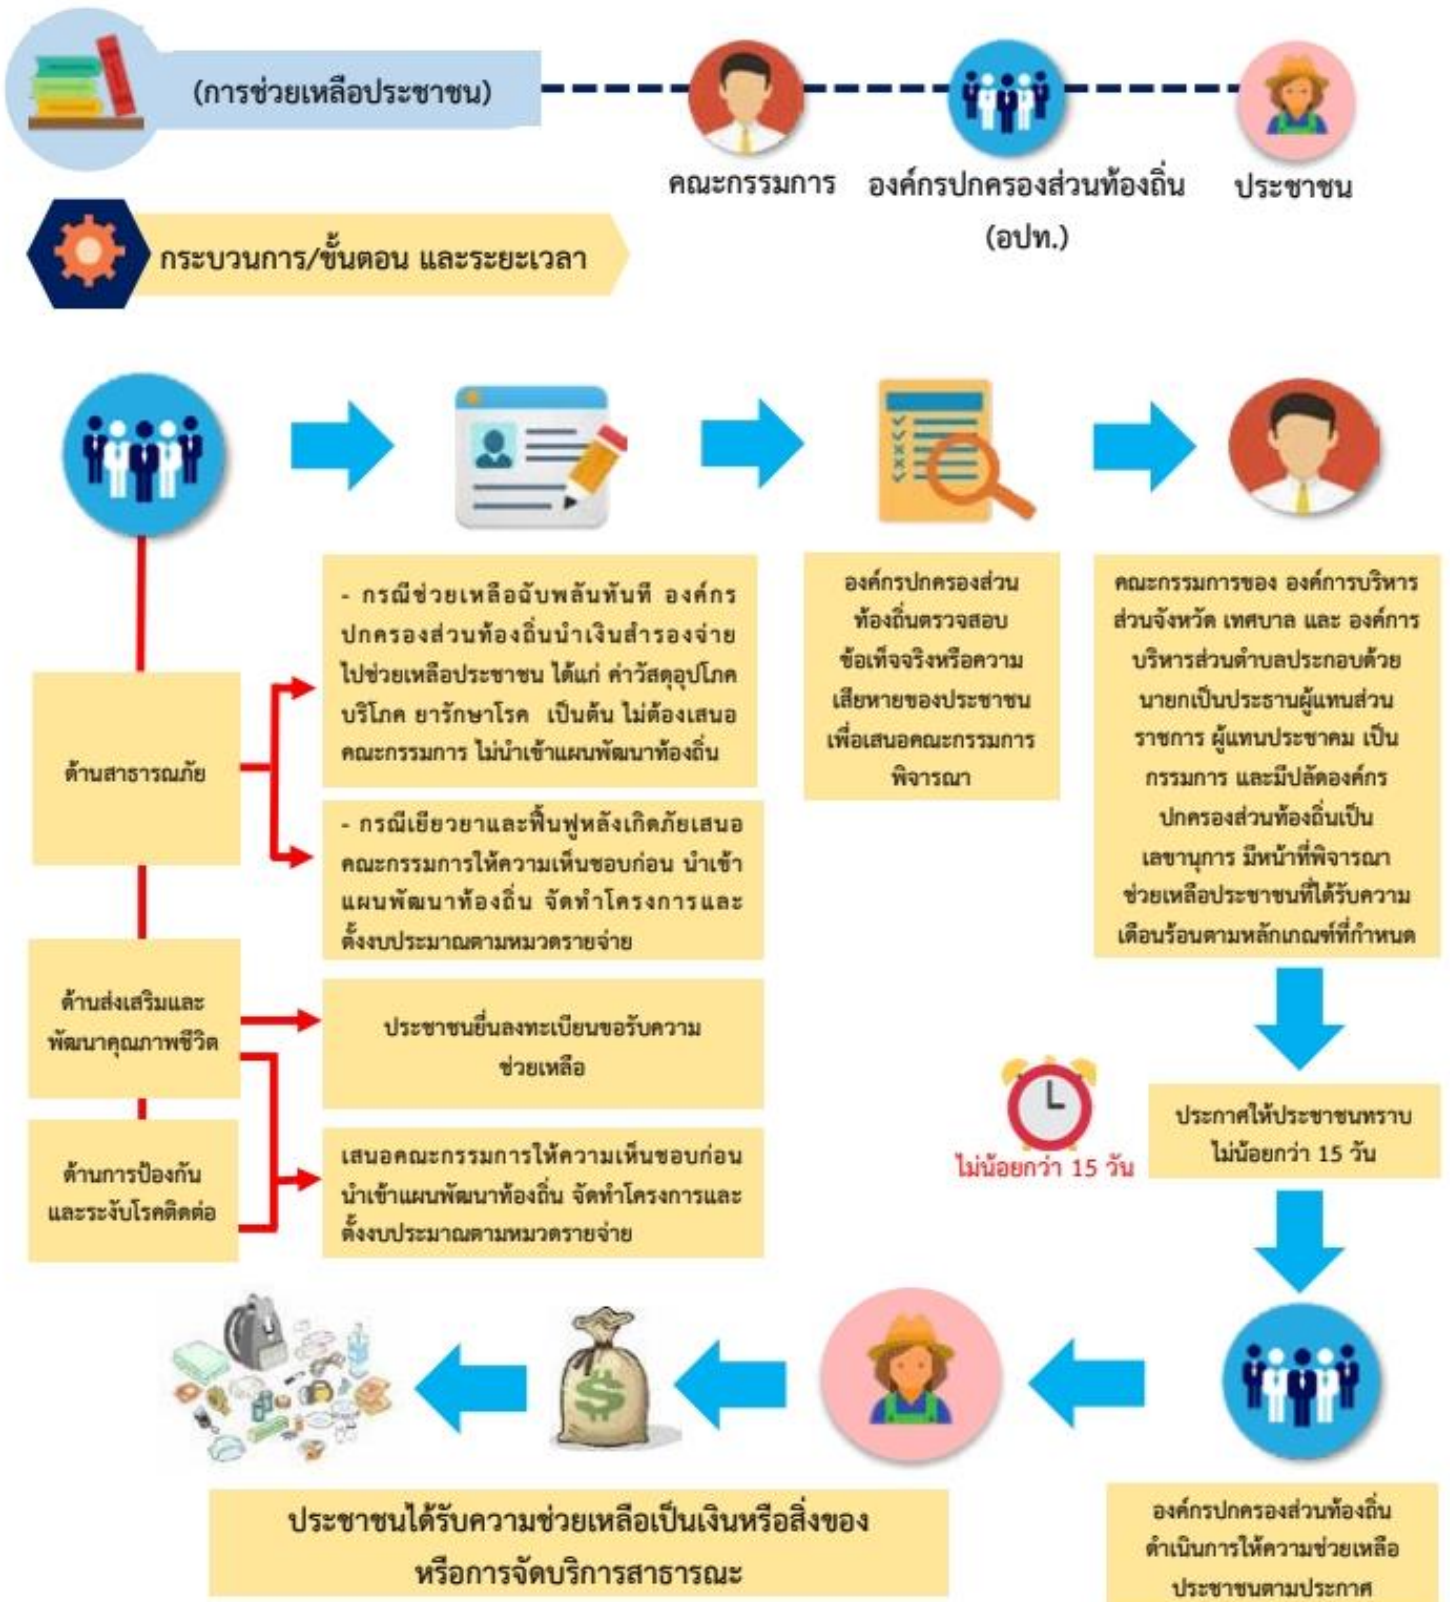 (การช่วยเหลือประชาชน)
คณะกรรมการ
องค์กรปกครองส่วนท้องถิ่น
(อปท.)
ประชาชน
กระบวนการ/ขั้นตอน และระยะเวลา
ด้านสาธารณภัย
- กรณีช่วยเหลือฉับพลันทันที องค์กร
ปกครองส่วนท้องถิ่นนำเงินสำรองจ่าย
ไปช่วยเหลือประชาชน ได้แก่ ค่าวัสดุอุปโภค
บริโภค ยารักษาโรค เป็นต้น ไม่ต้องเสนอ
คณะกรรมการ ไม่นำเข้าแผนพัฒนาท้องถิ่น
- กรณีเยียวยาและฟื้นฟูหลังเกิดภัยเสนอ
คณะกรรมการให้ความเห็นชอบก่อน นำเข้า
แผนพัฒนาท้องถิ่น จัดทำโครงการและ
ตั้งงบประมาณตามหมวดรายจ่าย
ด้านส่งเสริมและ
พัฒนาคุณภาพชีวิต
ประชาชนยื่นลงทะเบียนขอรับความ
ช่วยเหลือ
ด้านการป้องกัน
และระงับโรคติดต่อ
เสนอคณะกรรมการให้ความเห็นชอบก่อน
นำเข้าแผนพัฒนาท้องถิ่น จัดทำโครงการและ
ตั้งงบประมาณตามหมวดรายจ่าย
องค์กรปกครองส่วน
ท้องถิ่นตรวจสอบ
ข้อเท็จจริงหรือความ
เสียหายของประชาชน
เพื่อเสนอคณะกรรมการ
พิจารณา
คณะกรรมการของ องค์การบริหาร
ส่วนจังหวัด เทศบาล และ องค์การ
บริหารส่วนตำบลประกอบด้วย
นายกเป็นประธานผู้แทนส่วน
ราชการ ผู้แทนประชาคม เป็น
กรรมการ และมีปลัดองค์กร
ปกครองส่วนท้องถิ่นเป็น
เลขานุการ มีหน้าที่พิจารณา
ช่วยเหลือประชาชนที่ได้รับความ
เดือนร้อนตามหลักเกณฑ์ที่กำหนด
ไม่น้อยกว่า 15 วัน
ประกาศให้ประชาชนทราบ
ไม่น้อยกว่า 15 วัน
องค์กรปกครองส่วนท้องถิ่น
ดำเนินการให้ความช่วยเหลือ
ประชาชนตามประกาศ
ประชาชนได้รับความช่วยเหลือเป็นเงินหรือสิ่งของ
หรือการจัดบริการสาธารณะ